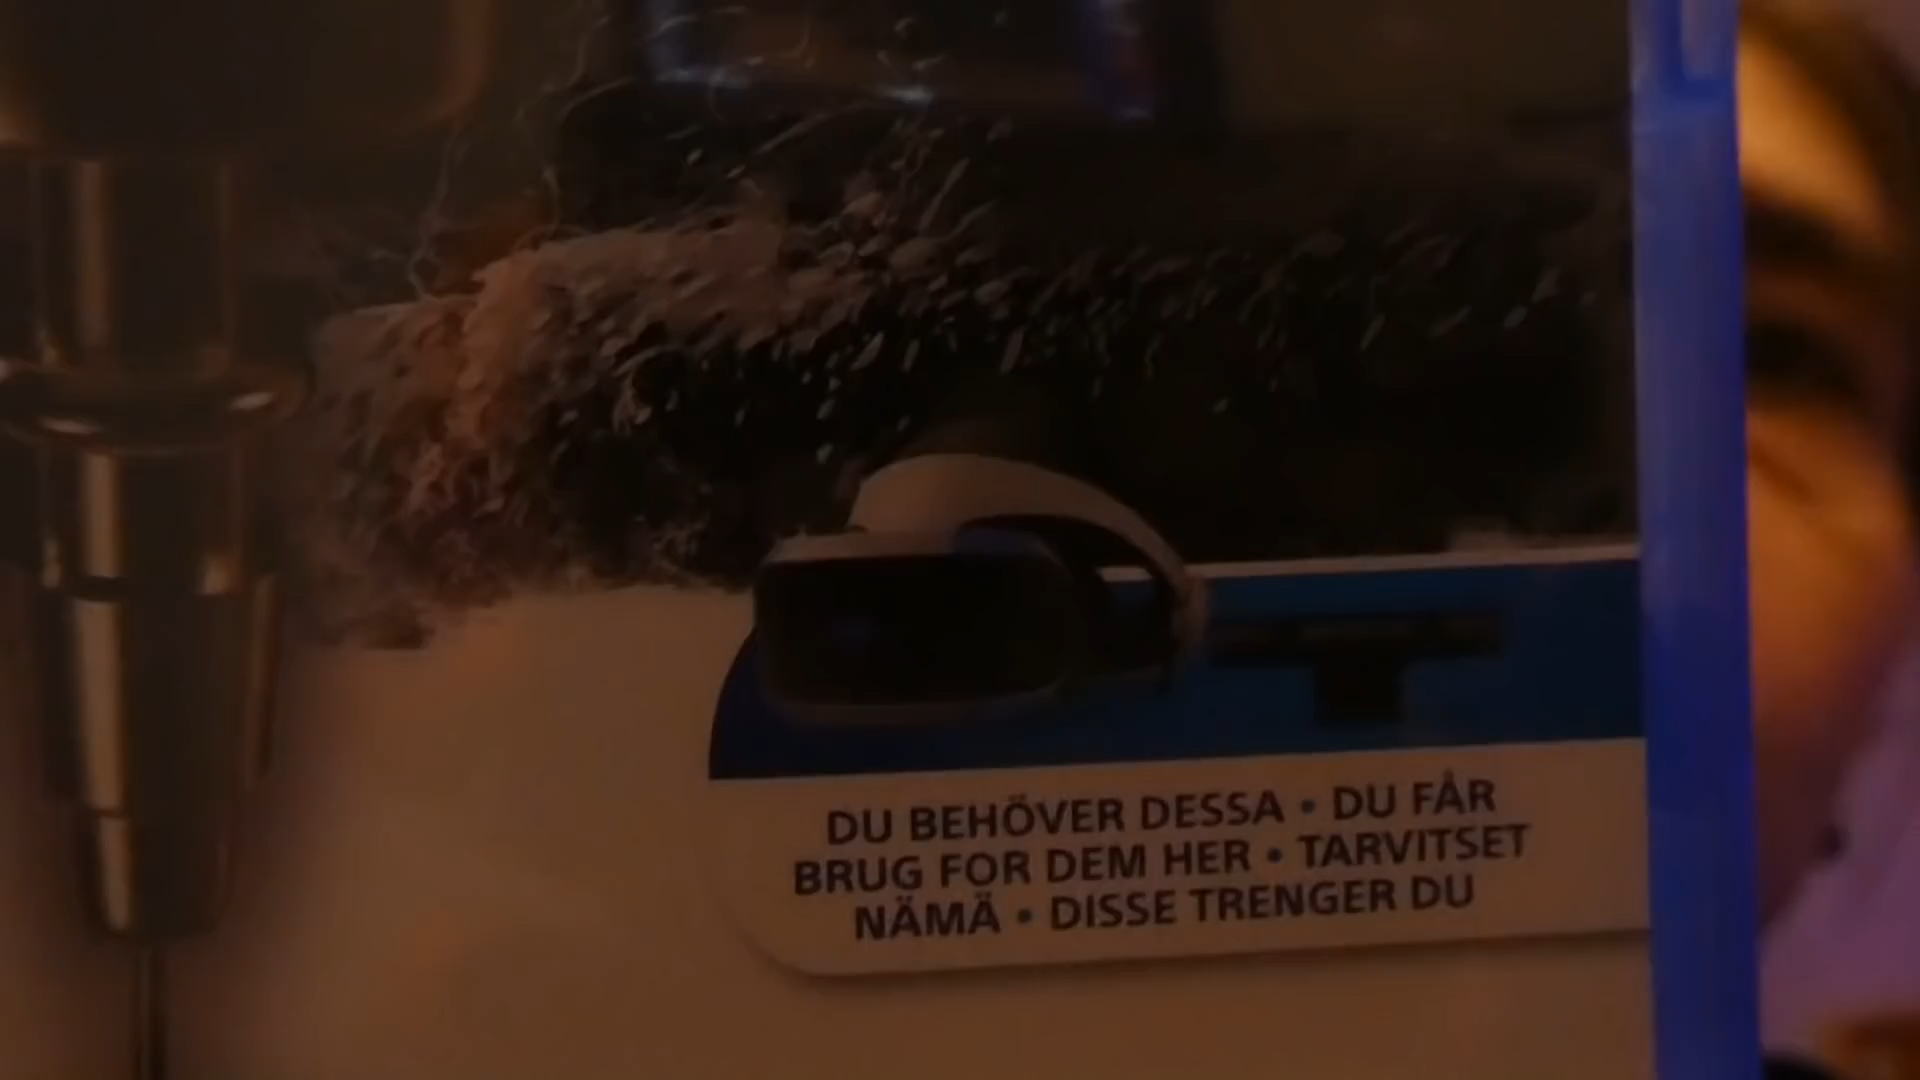 DU BEHÖVER DESSA • DU FÅR
BRUG FOR DEM HER • TARVITSET
NÄMÄ • DISSE TRENGER DU